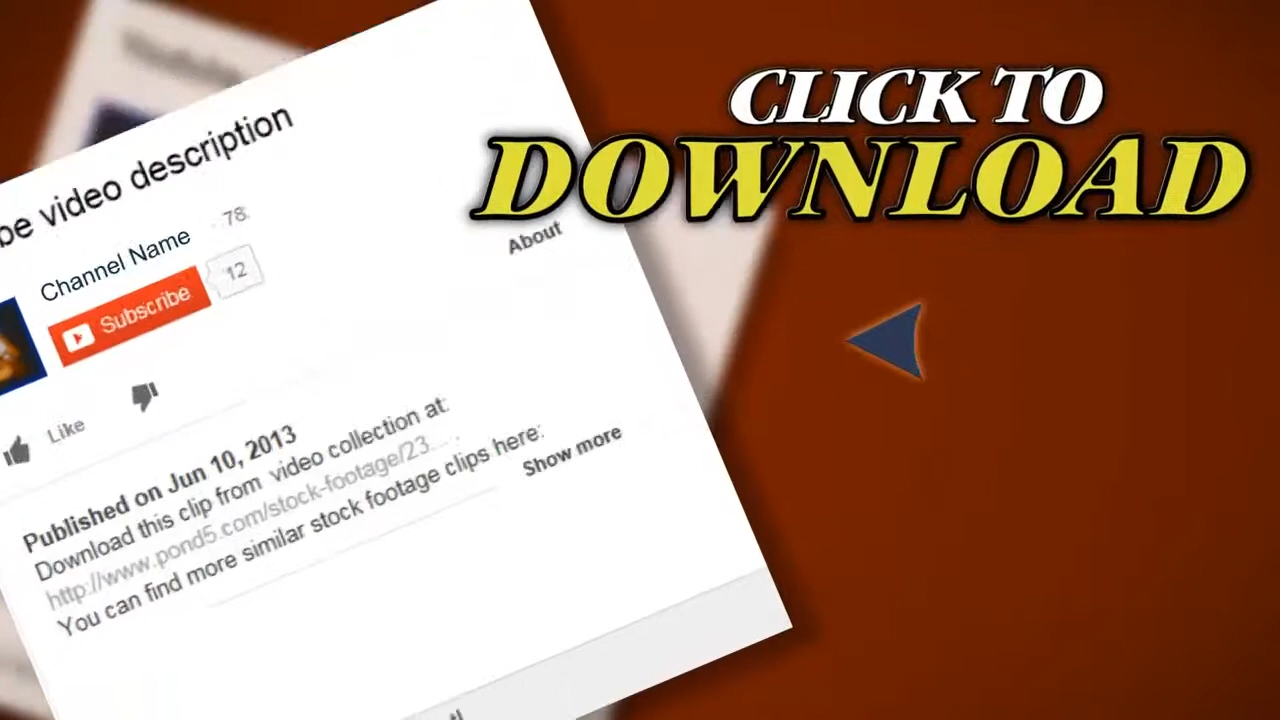 CLICK TO
DOWNLOAD
be video description
Channel Name
78
Subscribe
12
About
Like
Published on Jun 10, 2013
Download this clip from video collection at:
http://www.pond5.com/stock-footage/23...
You can find more similar stock footage clips here:
Show more